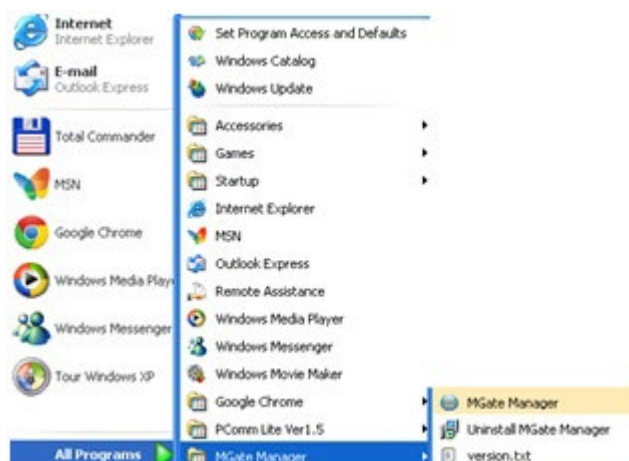 Internet
Internet Explorer
E-mail
Outlook Express
Total Commander
MSN
Google Chrome
Windows Media Play
Windows Messenger
Tour Windows XP
All Programs
Set Program Access and Defaults
Windows Catalog
Windows Update
Accessories
Games
Startup
Internet Explorer
MSN
Outlook Express
Remote Assistance
Windows Media Player
Windows Messenger
Windows Movie Maker
Google Chrome
PComm Lite Ver1.5
MGate Manager
MGate Manager
Uninstall MGate Manager
version.txt